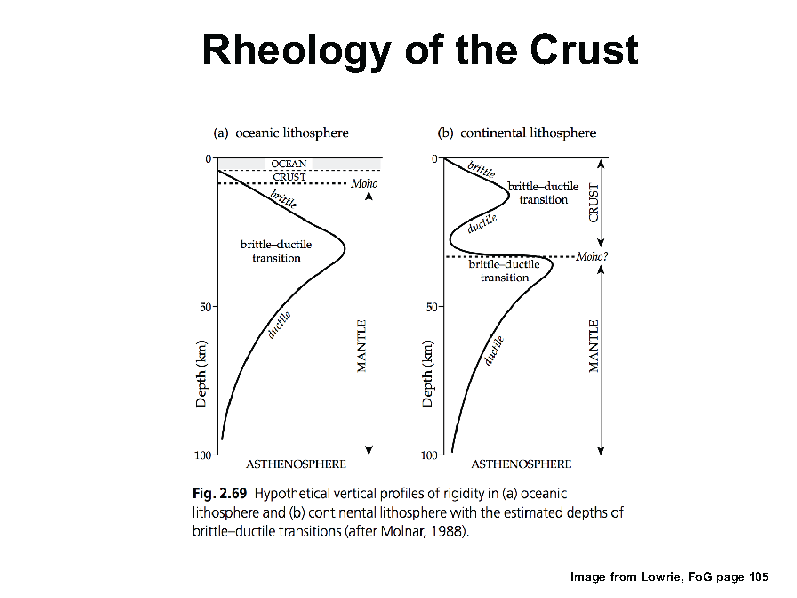 Rheology of the Crust
(a) oceanic lithosphere
0
OCEAN
CRUST
Moho
brittle
brittle–ductile
transition
50
ductile
MANTLE
Depth (km)
100
ASTHENOSPHERE
(b) continental lithosphere
0
brittle
brittle–ductile
transition
CRUST
ductile
Moho?
brittle–ductile
transition
50
ductile
MANTLE
Depth (km)
100
ASTHENOSPHERE
Fig. 2.69 Hypothetical vertical profiles of rigidity in (a) oceanic
lithosphere and (b) continental lithosphere with the estimated depths of
brittle–ductile transitions (after Molnar, 1988).
Image from Lowrie, FoG page 105